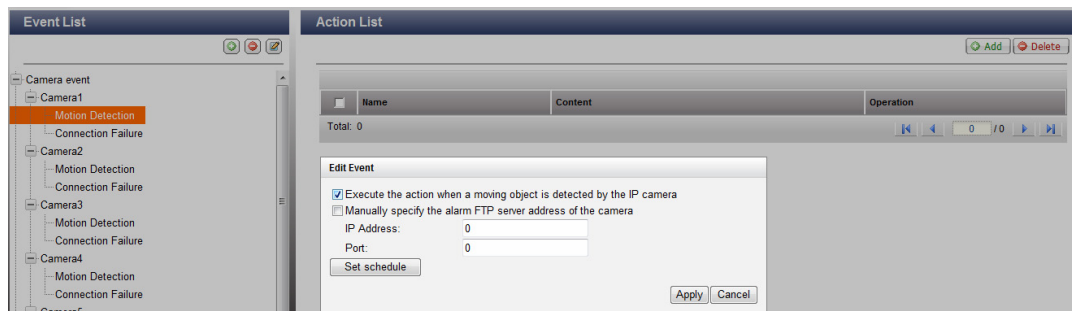 Event List
Camera event
Camera1
Motion Detection
Connection Failure
Camera2
Motion Detection
Connection Failure
Camera3
Motion Detection
Connection Failure
Camera4
Motion Detection
Connection Failure
Camera5
Action List
Add Delete
Name Content Operation
Total: 0 0 / 0
Edit Event
Execute the action when a moving object is detected by the IP camera
Manually specify the alarm FTP server address of the camera
IP Address: 0
Port: 0
Set schedule
Apply Cancel